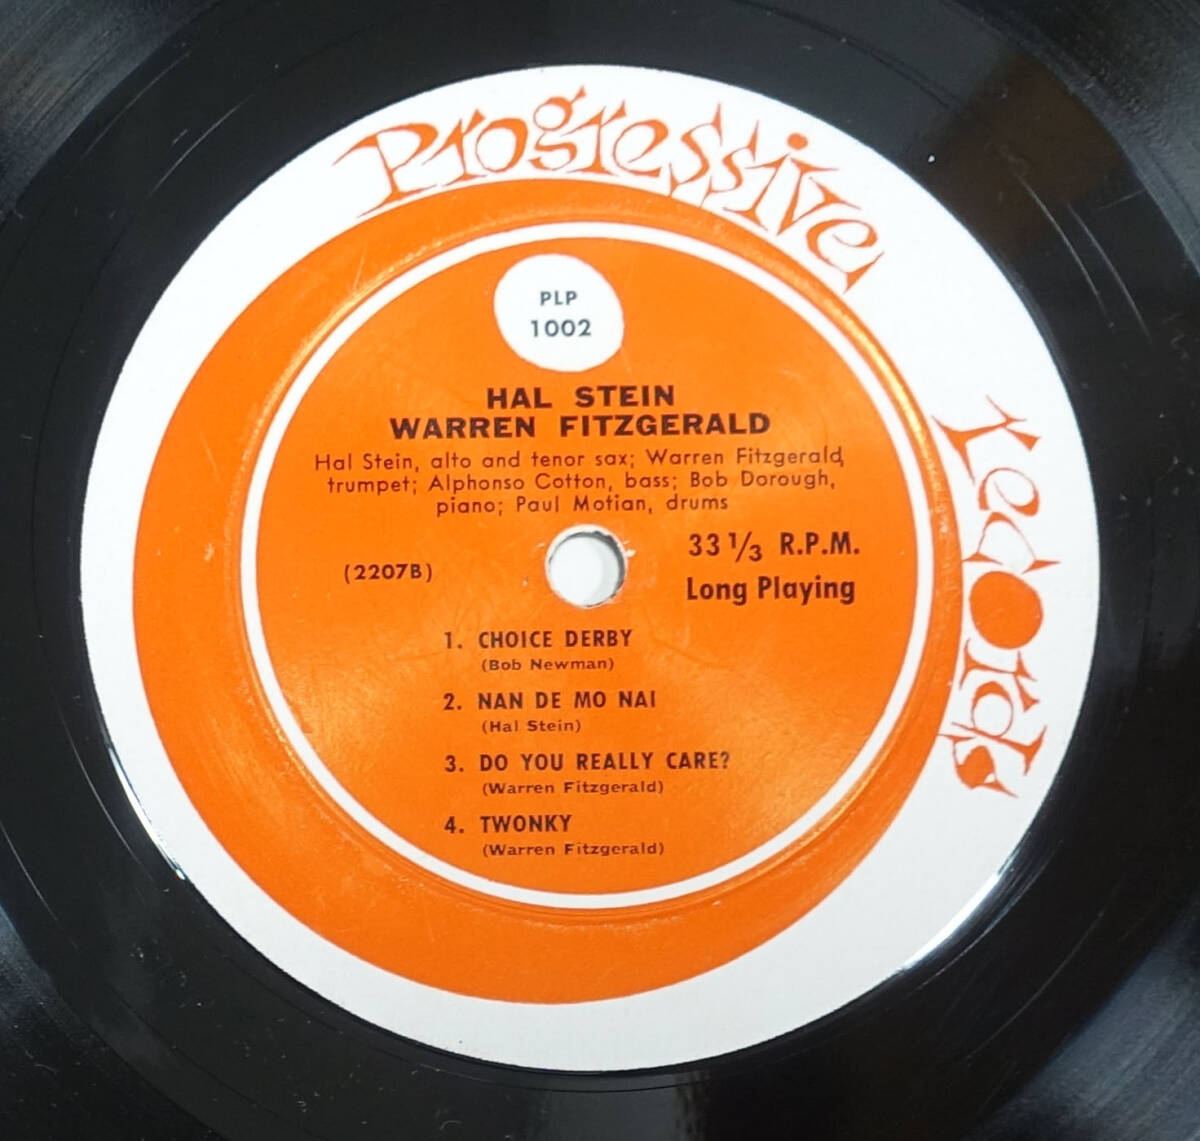 Progressive
records
PLP
1002
HAL STEIN
WARREN FITZGERALD
Hal Stein, alto and tenor sax; Warren Fitzgerald,
trumpet; Alphonso Cotton, bass; Bob Dorough,
piano; Paul Motian, drums
(2207B)
33 1/3 R.P.M.
Long Playing
1. CHOICE DERBY
(Bob Newman)
2. NAN DE MO NAI
(Hal Stein)
3. DO YOU REALLY CARE?
(Warren Fitzgerald)
4. TWONKY
(Warren Fitzgerald)